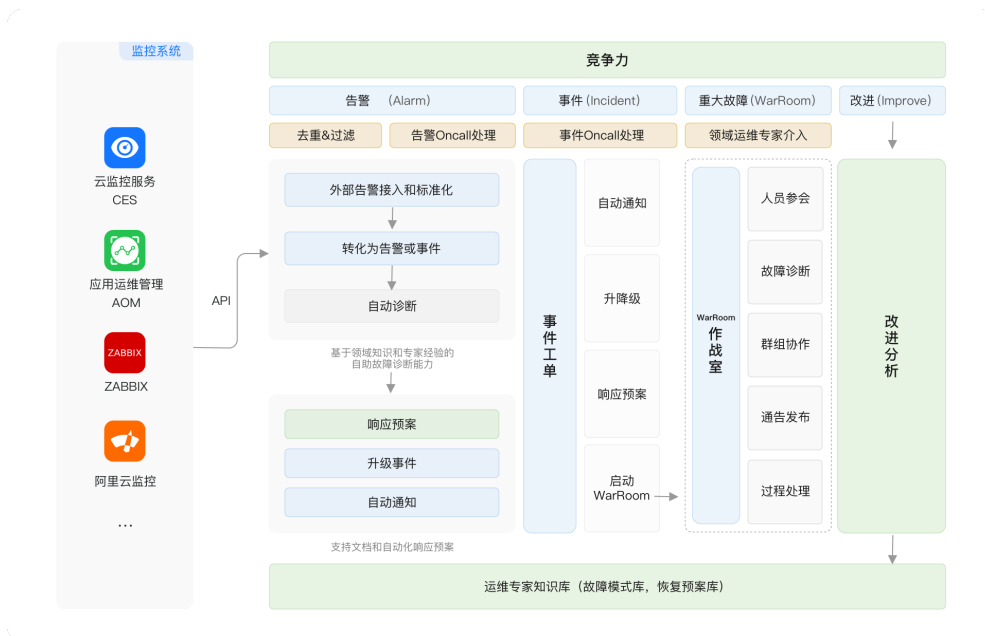 监控系统
云监控服务
CES
应用运维管理
AOM
ZABBIX
ZABBIX
阿里云监控
...
API
竞争力
告警 (Alarm)
事件 (Incident)
重大故障 (WarRoom)
改进 (Improve)
去重&过滤
告警Oncall处理
事件Oncall处理
领域运维专家介入
外部告警接入和标准化
转化为告警或事件
自动诊断
基于领域知识和专家经验的
自助故障诊断能力
响应预案
升级事件
自动通知
支持文档和自动化响应预案
事件工单
自动通知
升降级
响应预案
启动
WarRoom
WarRoom
作战室
人员参会
故障诊断
群组协作
通告发布
过程处理
改进分析
运维专家知识库（故障模式库，恢复预案库）